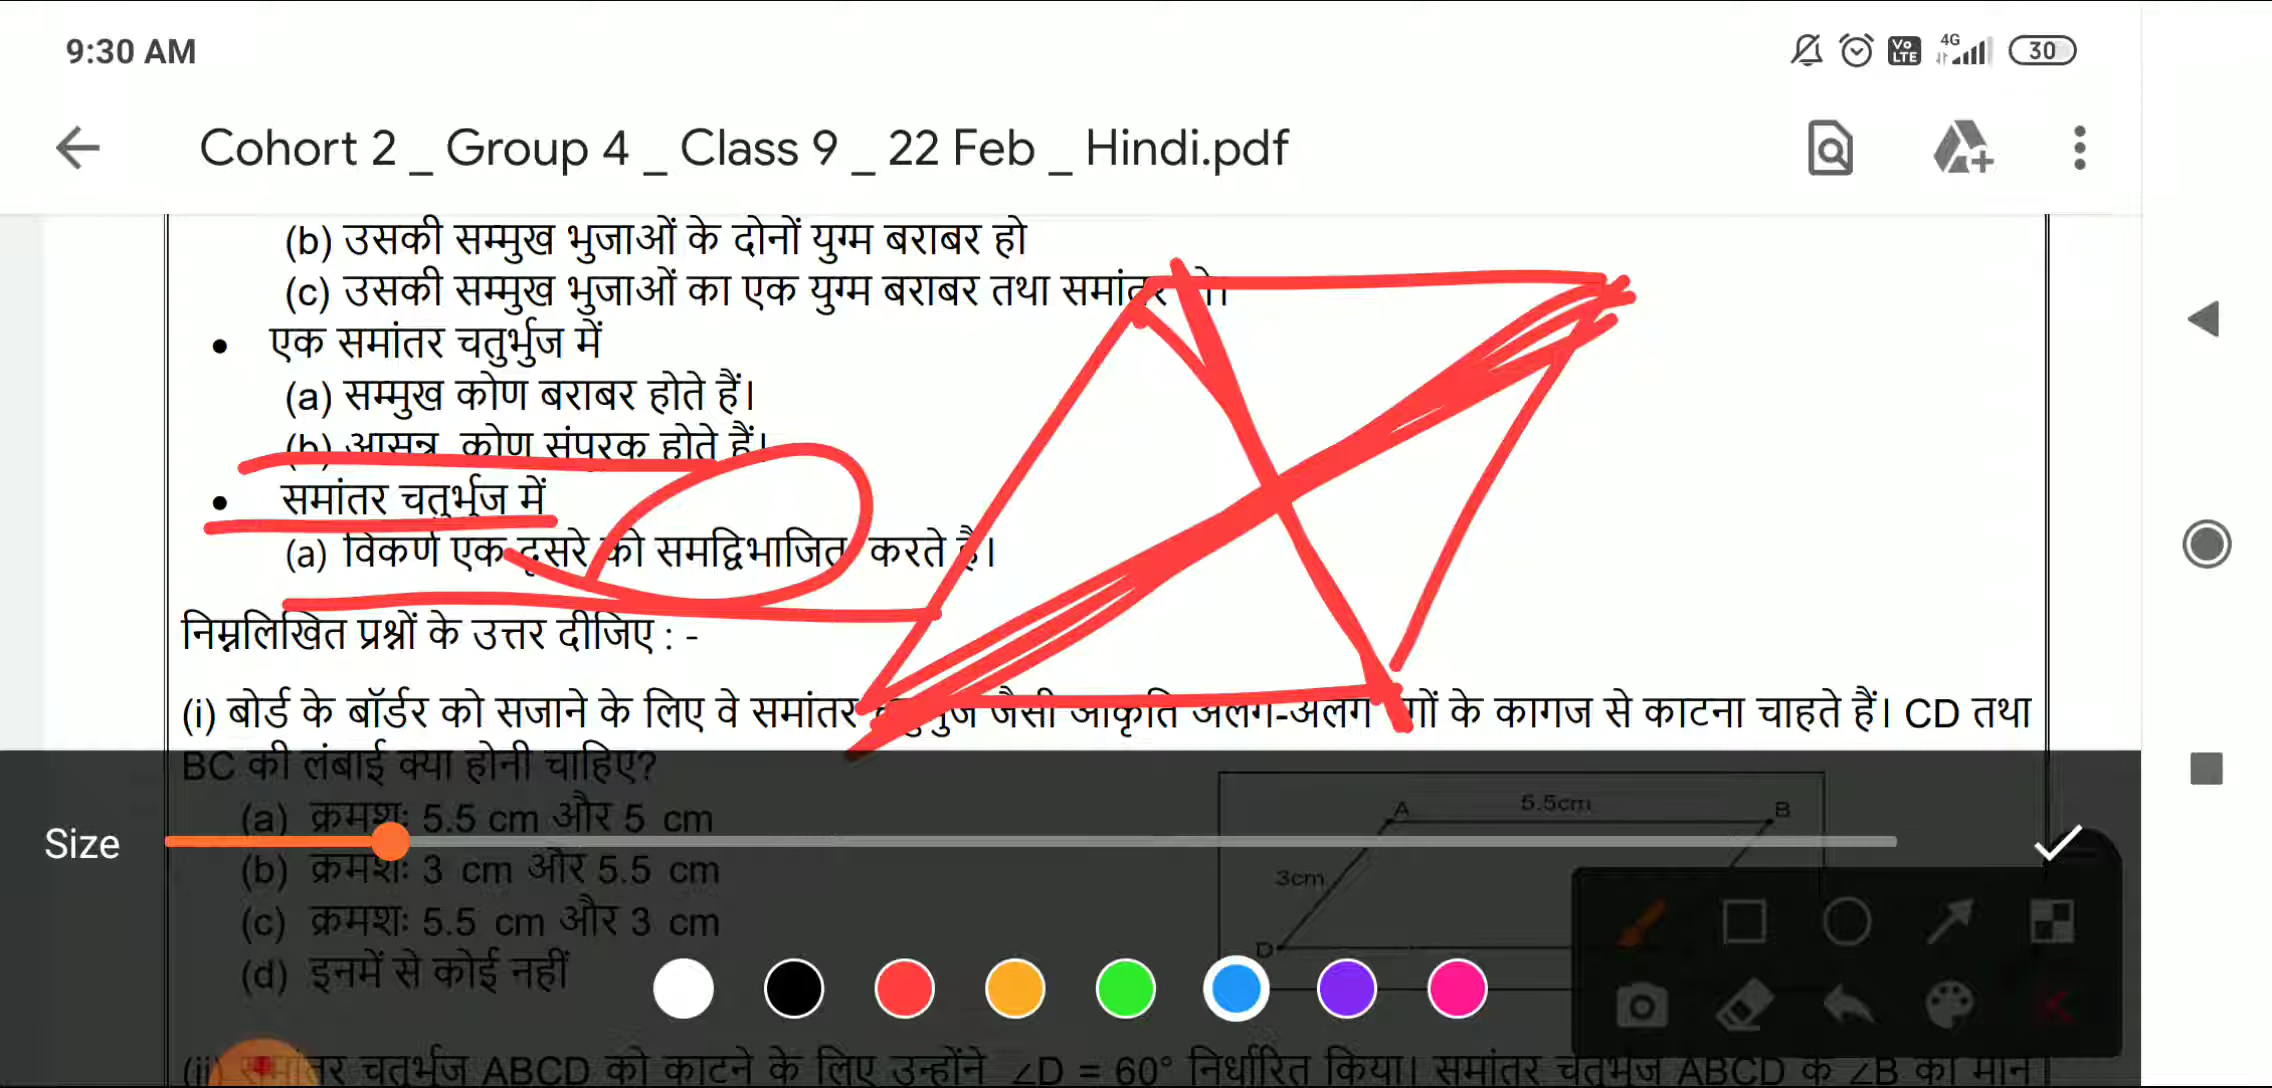 9:30 AM
4G
Vo LTE
30
Cohort 2 _ Group 4 _ Class 9 _ 22 Feb _ Hindi.pdf
(b) उसकी सम्मुख भुजाओं के दोनों युग्म बराबर हो
(c) उसकी सम्मुख भुजाओं का एक युग्म बराबर तथा समांतर
• एक समांतर चतुर्भुज में
(a) सम्मुख कोण बराबर होते हैं।
(b) आसन्न कोण संपूरक होते हैं।
• समांतर चतुर्भुज में
(a) विकर्ण एक दूसरे को समद्विभाजित करते है।
निम्नलिखित प्रश्नों के उत्तर दीजिए : -
(i) बोर्ड के बॉर्डर को सजाने के लिए वे समांतर जैसी आकृति अलग-अलग के कागज से काटना चाहते हैं। CD तथा
BC की लंबाई क्या होनी चाहिए?
(a) क्रमशः 5.5 cm और 5 cm
(b) क्रमशः 3 cm और 5.5 cm
(c) क्रमशः 5.5 cm और 3 cm
(d) इनमें से कोई नहीं
A 5.5cm B
3cm
D
Size
(ii) समांतर चतुर्भुज ABCD को काटने के लिए उन्होंने ∠D = 60° निर्धारित किया। समांतर चतुर्भुज ABCD के ∠B का मान